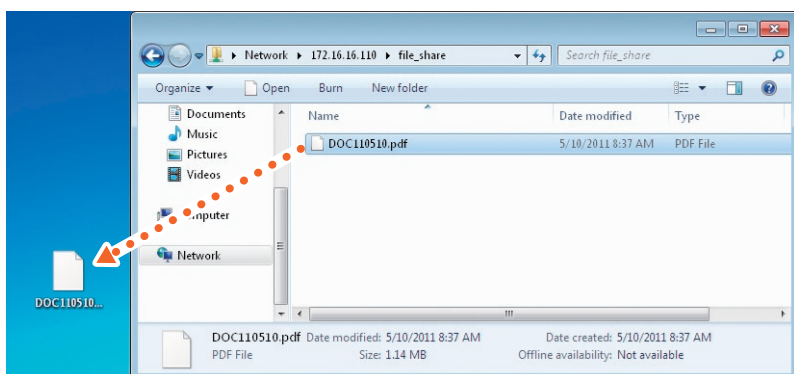 Network ▸ 172.16.16.110 ▸ file_share
Search file_share
Organize Open Burn New folder
Documents
Music
Pictures
Videos
Network
Name Date modified Type
DOC110510.pdf 5/10/2011 8:37 AM PDF File
DOC110510...
DOC110510.pdf Date modified: 5/10/2011 8:37 AM Date created: 5/10/2011 8:37 AM
PDF File Size: 1.14 MB Offline availability: Not available